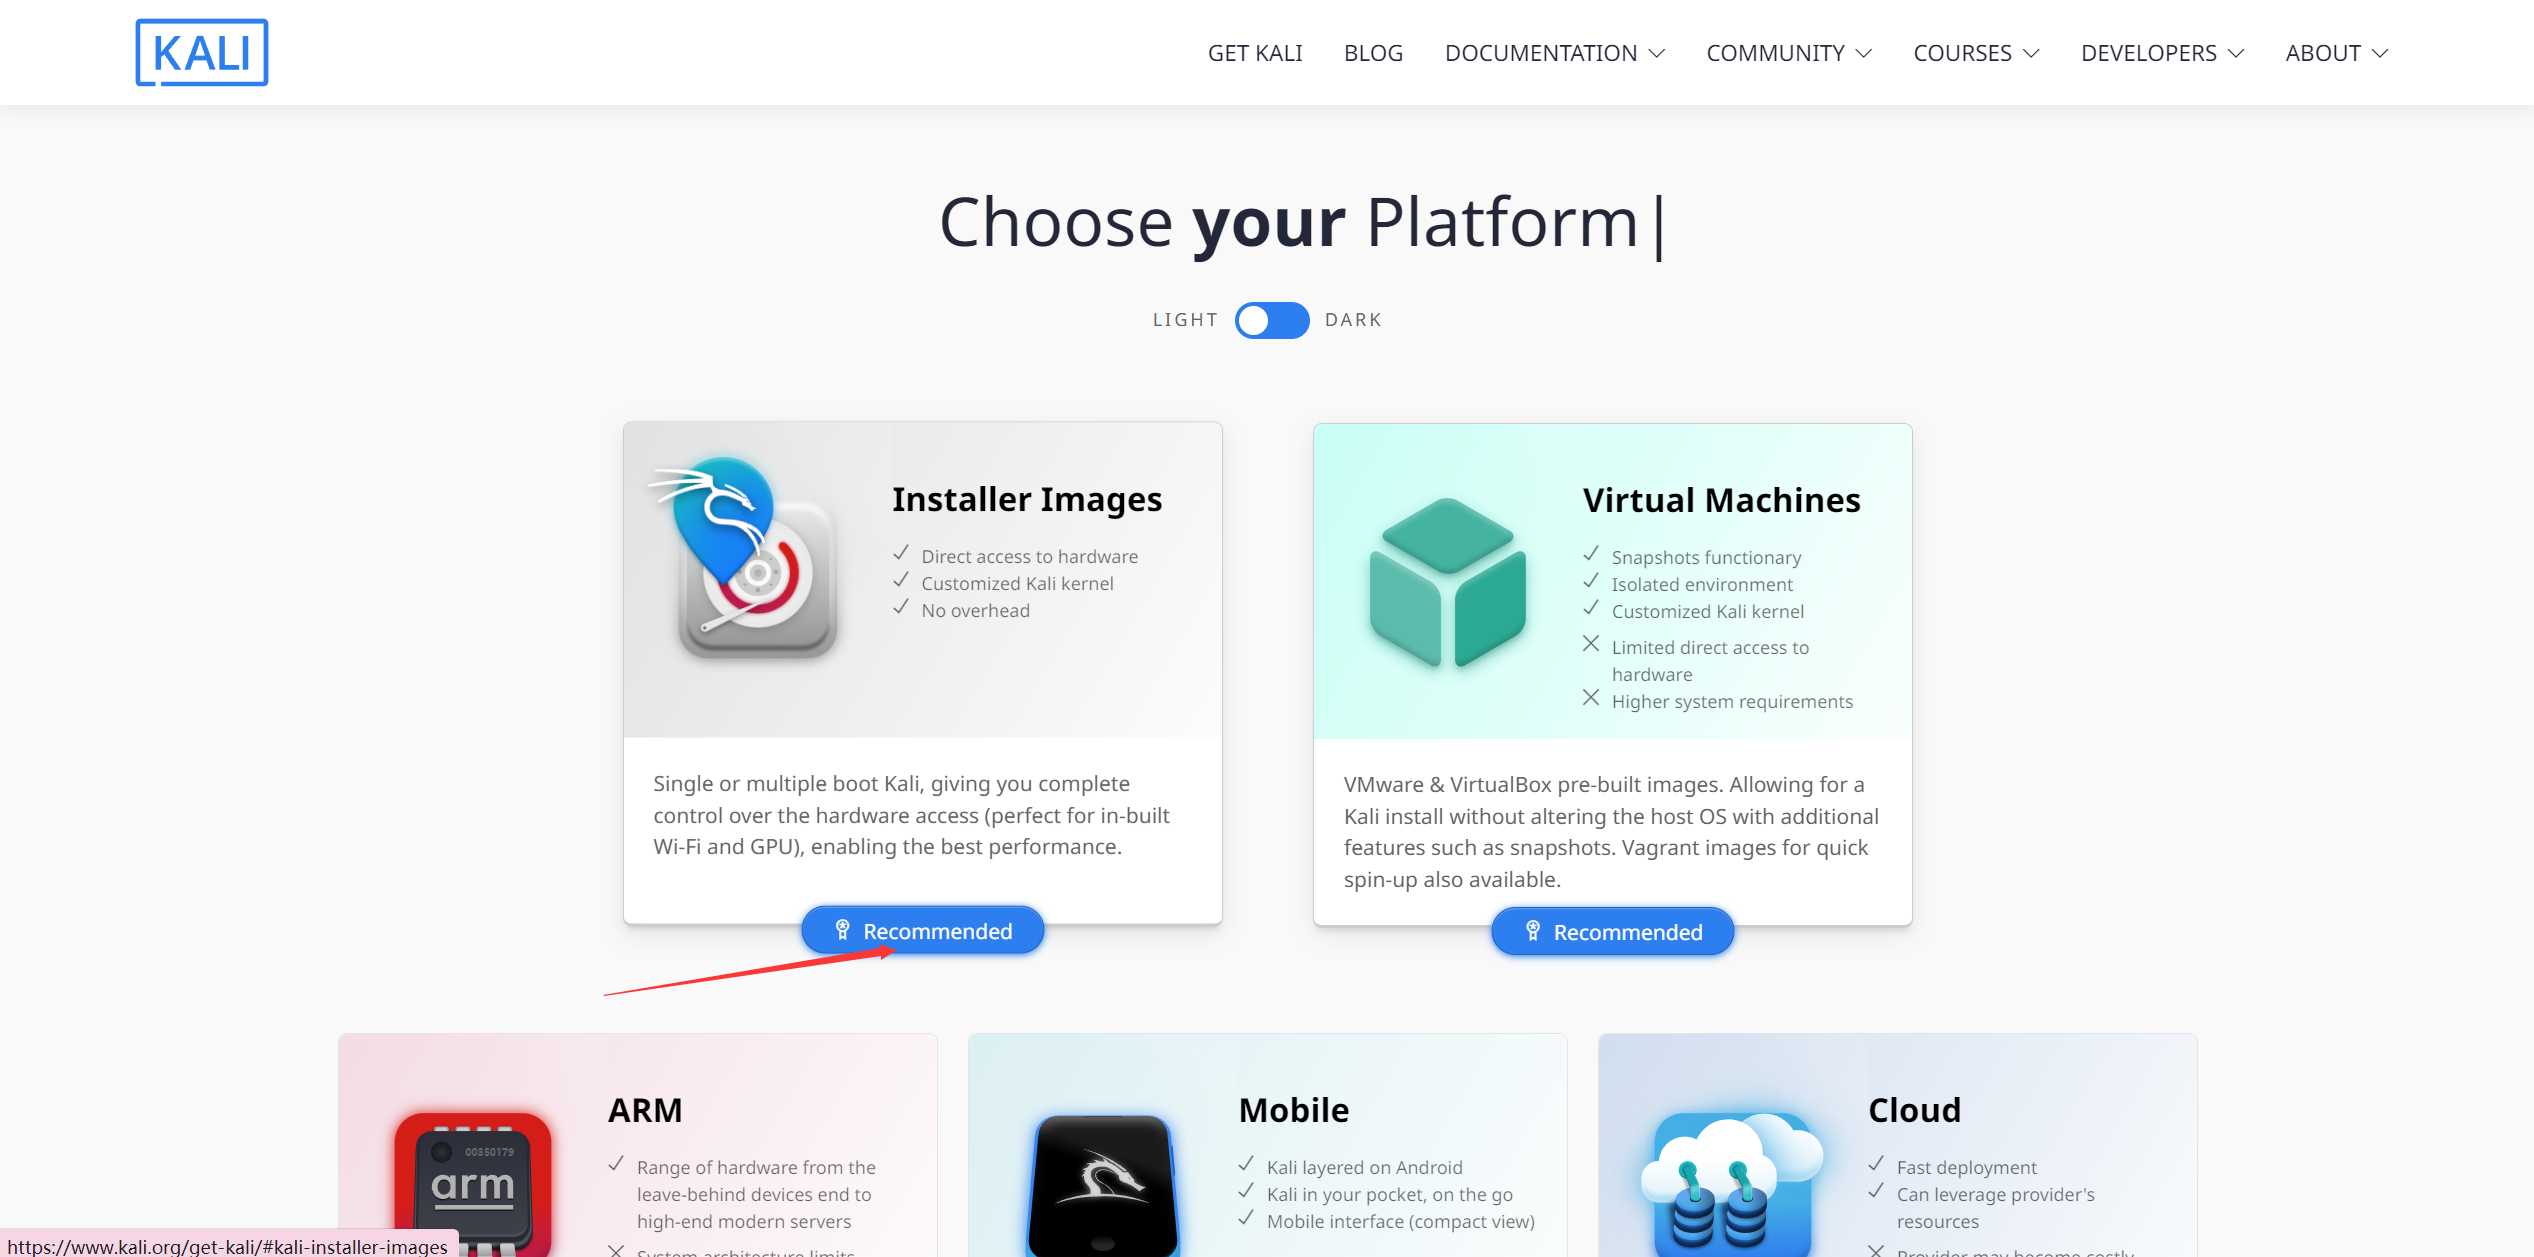 KALI
GET KALI BLOG DOCUMENTATION COMMUNITY COURSES DEVELOPERS ABOUT
Choose your Platform|
LIGHT DARK
Installer Images
Direct access to hardware
Customized Kali kernel
No overhead
Single or multiple boot Kali, giving you complete
control over the hardware access (perfect for in-built
Wi-Fi and GPU), enabling the best performance.
Recommended
Virtual Machines
Snapshots functionary
Isolated environment
Customized Kali kernel
Limited direct access to
hardware
Higher system requirements
VMware & VirtualBox pre-built images. Allowing for a
Kali install without altering the host OS with additional
features such as snapshots. Vagrant images for quick
spin-up also available.
Recommended
00350179
arm
ARM
Range of hardware from the
leave-behind devices end to
high-end modern servers
System architecture limits
Mobile
Kali layered on Android
Kali in your pocket, on the go
Mobile interface (compact view)
Cloud
Fast deployment
Can leverage provider's
resources
Provider may become costly
https://www.kali.org/get-kali/#kali-installer-images